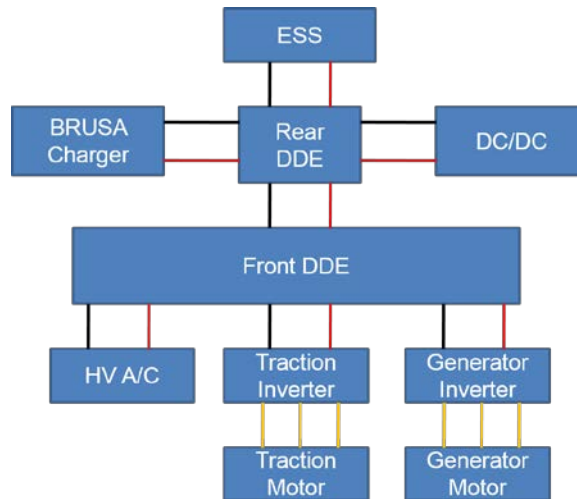 ESS
BRUSA
Charger
Rear
DDE
DC/DC
Front DDE
HV A/C
Traction
Inverter
Generator
Inverter
Traction
Motor
Generator
Motor